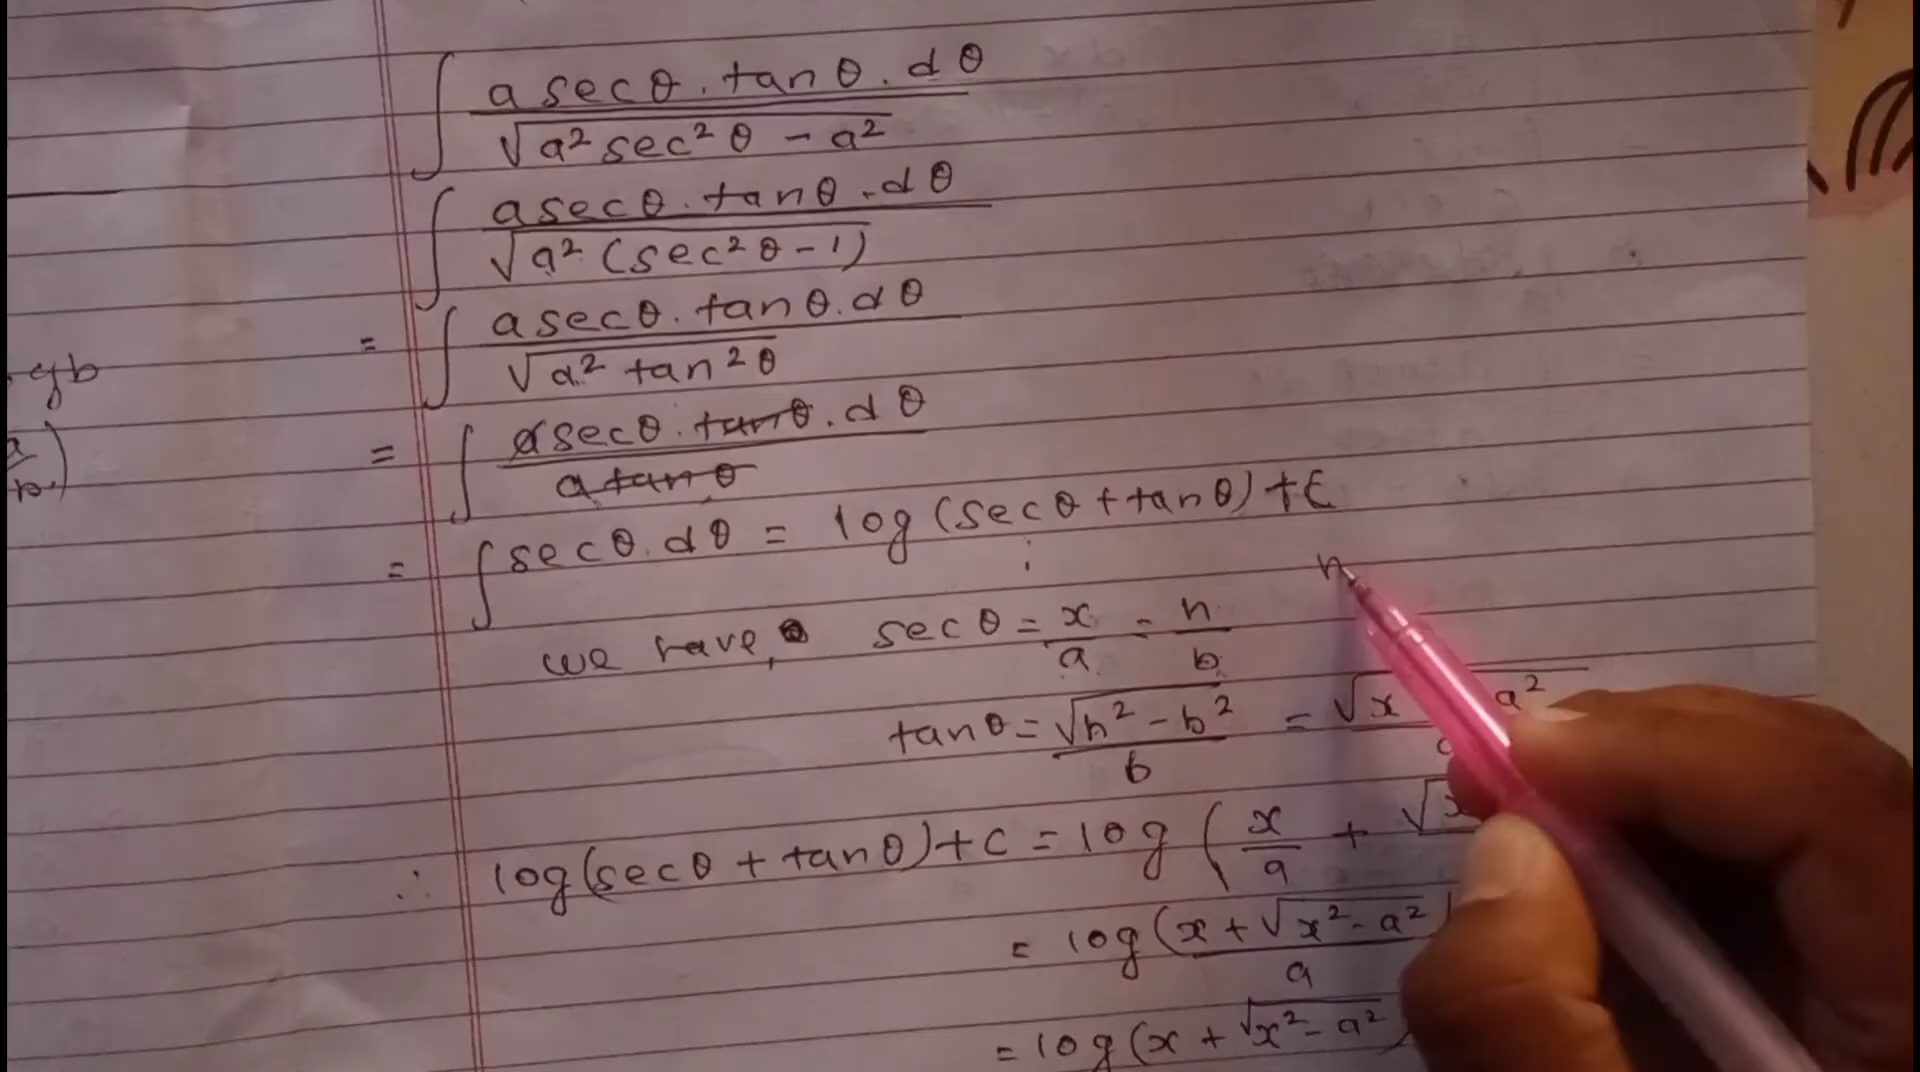 ∫ a secθ . tanθ . dθ / √(a² sec²θ - a²)
∫ a secθ . tanθ . dθ / √(a² (sec²θ - 1))
= ∫ a secθ . tanθ . dθ / √(a² tan²θ)
= ∫ a secθ . tanθ . dθ / a tanθ
= ∫ secθ . dθ = log (secθ + tanθ) + C
we have, secθ = x/a = h/b
tanθ = √(h² - b²) / b = √x a²
∴ log(secθ + tanθ) + C = log ( x/a + √
= log (x + √(x² - a²) / a
= log (x + √(x² - a²))
gb